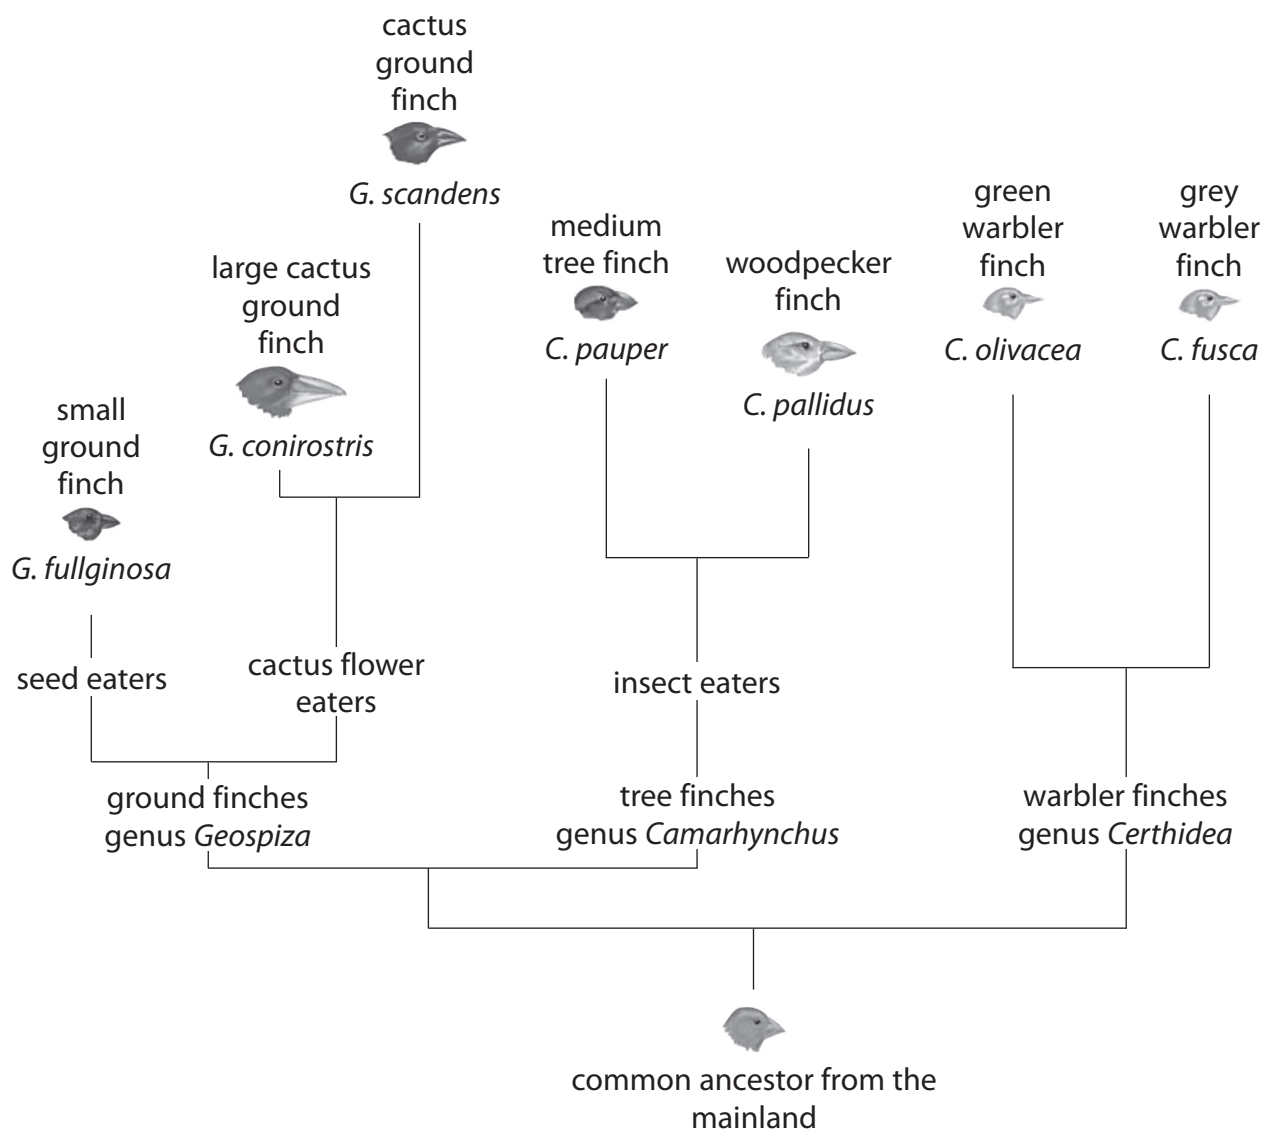 cactus
ground
finch
G. scandens
large cactus
ground
finch
G. conirostris
small
ground
finch
G. fullginosa
medium
tree finch
C. pauper
woodpecker
finch
C. pallidus
green
warbler
finch
C. olivacea
grey
warbler
finch
C. fusca
seed eaters
cactus flower
eaters
insect eaters
ground finches
genus Geospiza
tree finches
genus Camarhynchus
warbler finches
genus Certhidea
common ancestor from the
mainland